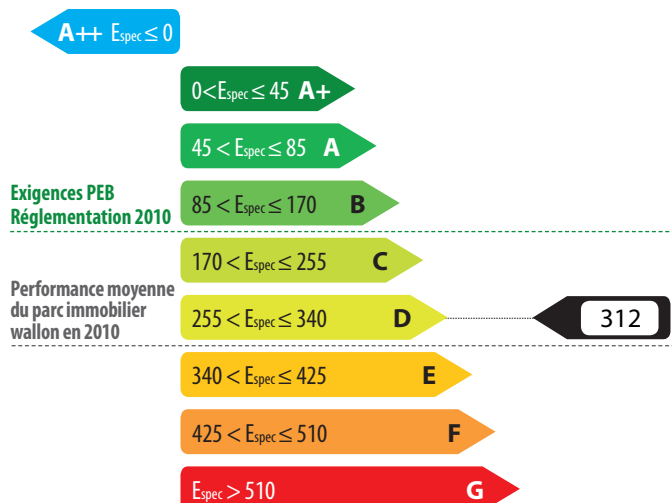 A++ Espec ≤ 0
0<Espec ≤ 45 A+
45 < Espec ≤ 85 A
Exigences PEB
Réglementation 2010
85 < Espec ≤ 170 B
170 < Espec ≤ 255 C
Performance moyenne
du parc immobilier
wallon en 2010
255 < Espec ≤ 340 D
312
340 < Espec ≤ 425 E
425 < Espec ≤ 510 F
Espec > 510 G